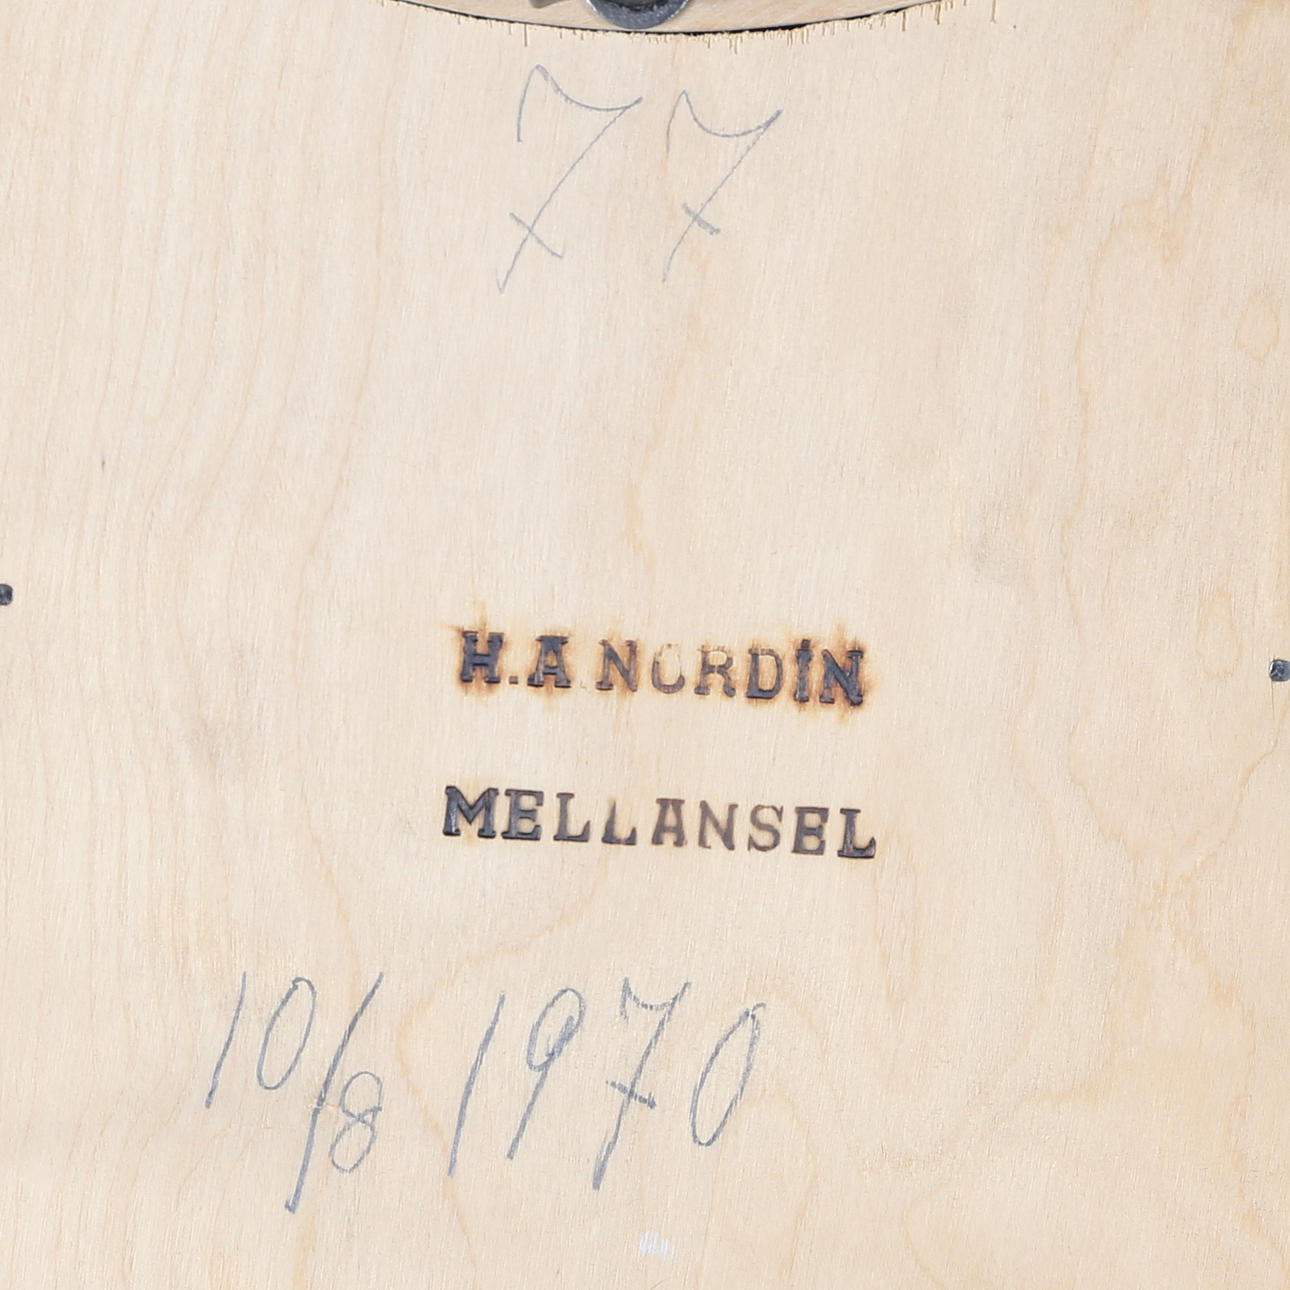 77
H.A NORDIN
MELLANSEL
10/8 1970